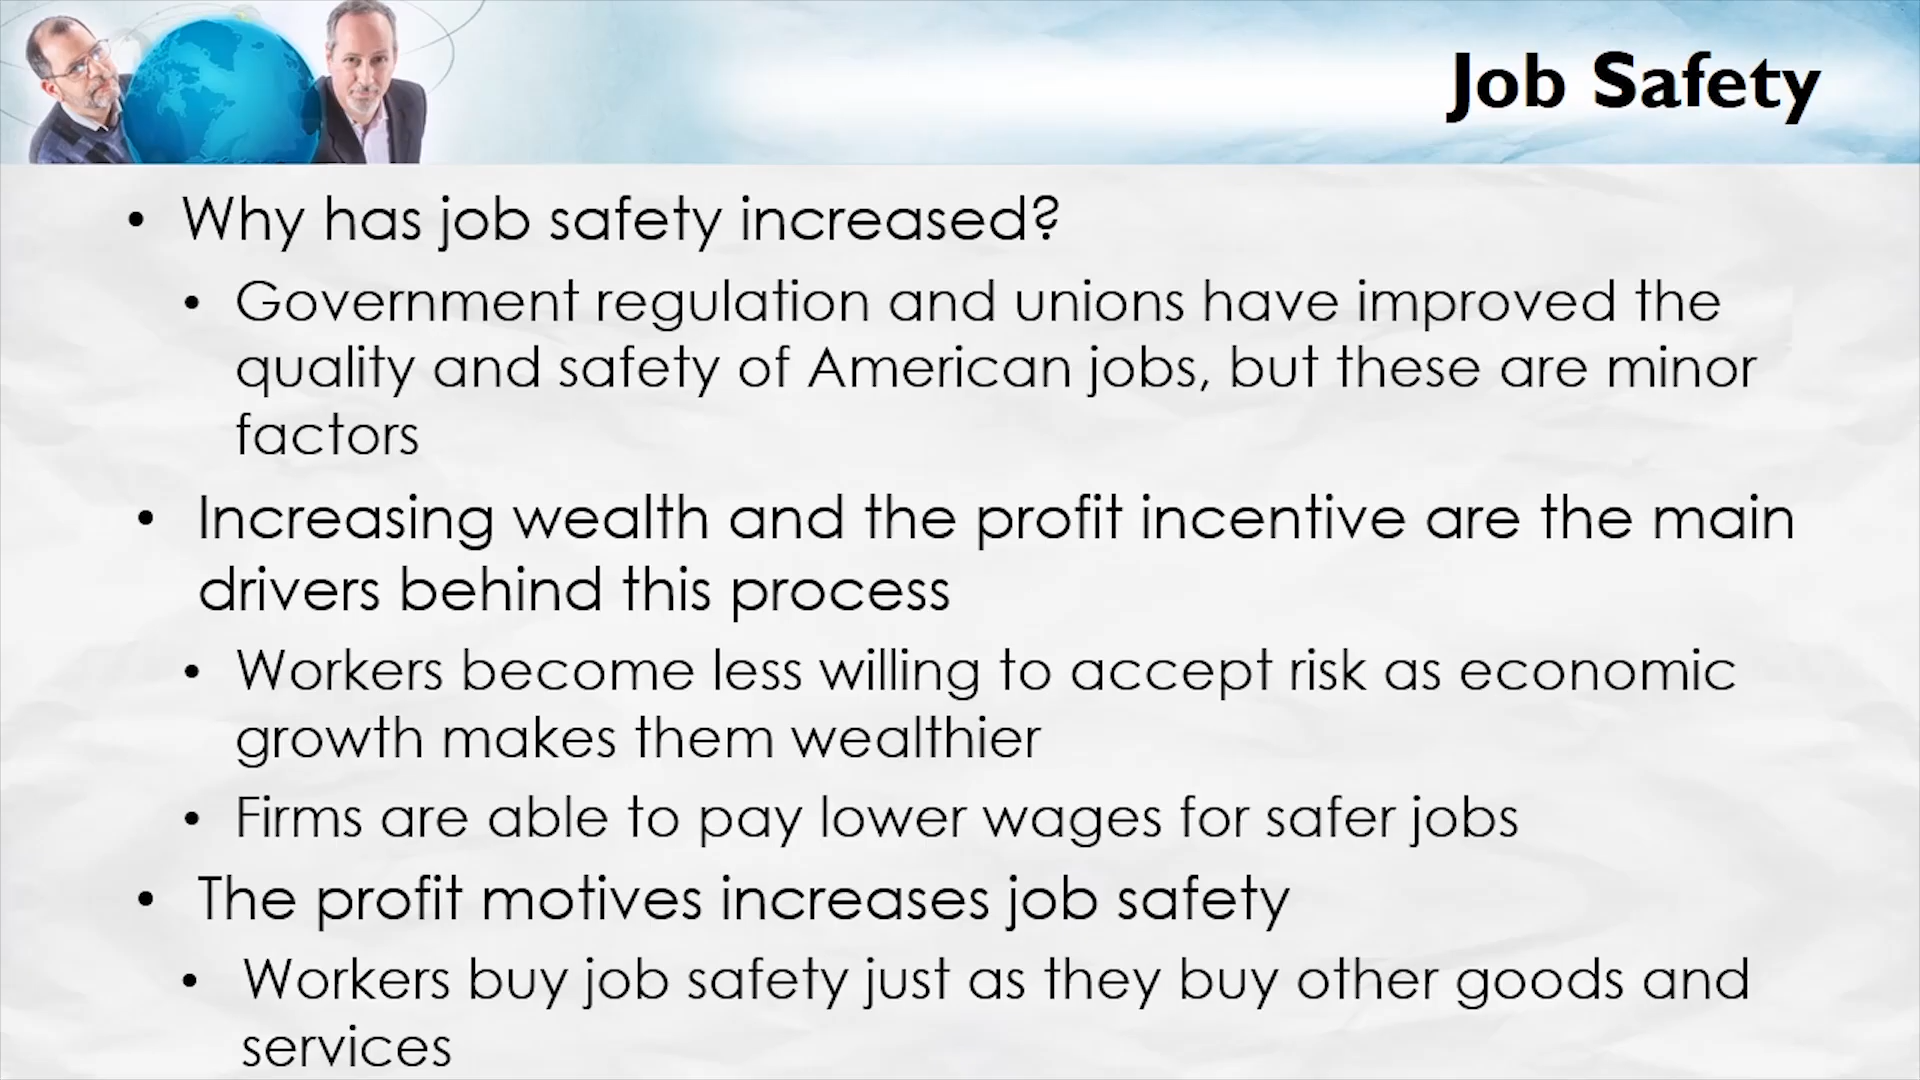 Job Safety
• Why has job safety increased?
• Government regulation and unions have improved the
quality and safety of American jobs, but these are minor
factors
• Increasing wealth and the profit incentive are the main
drivers behind this process
• Workers become less willing to accept risk as economic
growth makes them wealthier
• Firms are able to pay lower wages for safer jobs
• The profit motives increases job safety
• Workers buy job safety just as they buy other goods and
services